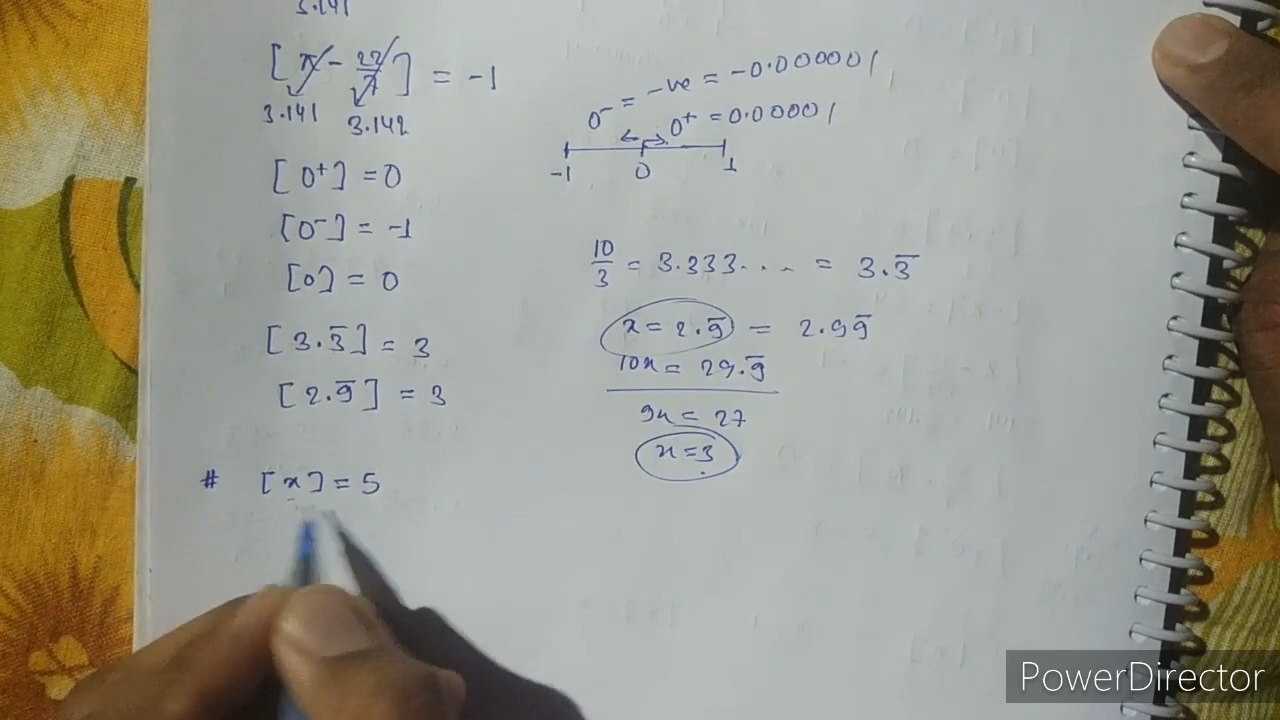 3.141
[π - 22/7] = -1
3.141 3.142
[0⁺] = 0
[0⁻] = -1
[0] = 0
[3.3̅] = 3
[2.9̅] = 3
# [x] = 5
0⁻ = -ve = -0.000001
0⁺ = 0.00001
-1 0 1
10/3 = 3.333... = 3.3̅
x = 2.9̅ = 2.99̅
10x = 29.9̅
9x = 27
x = 3
PowerDirector